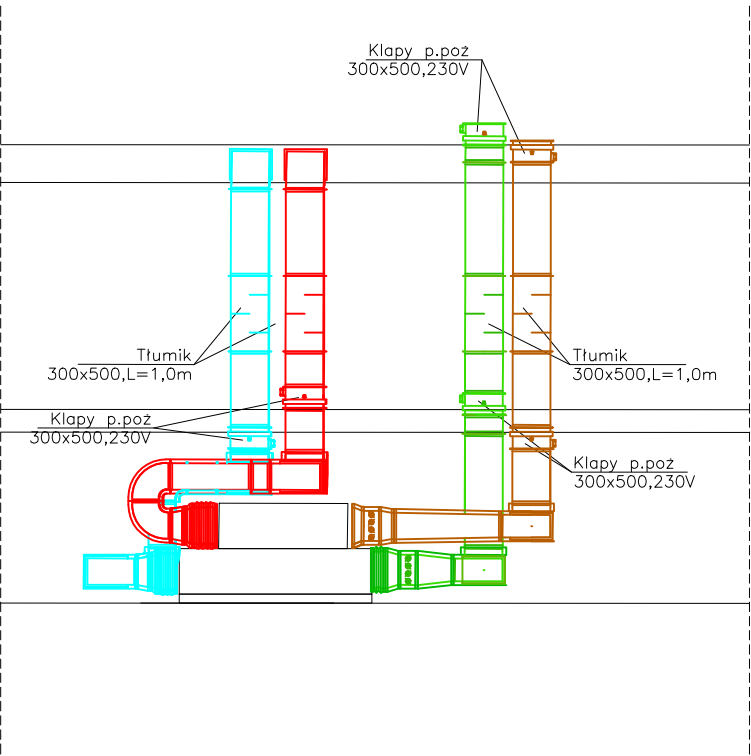 Klapy p.poż
300x500,230V
Tłumik
300x500,L=1,0m
Tłumik
300x500,L=1,0m
Klapy p.poż
300x500,230V
Klapy p.poż
300x500,230V